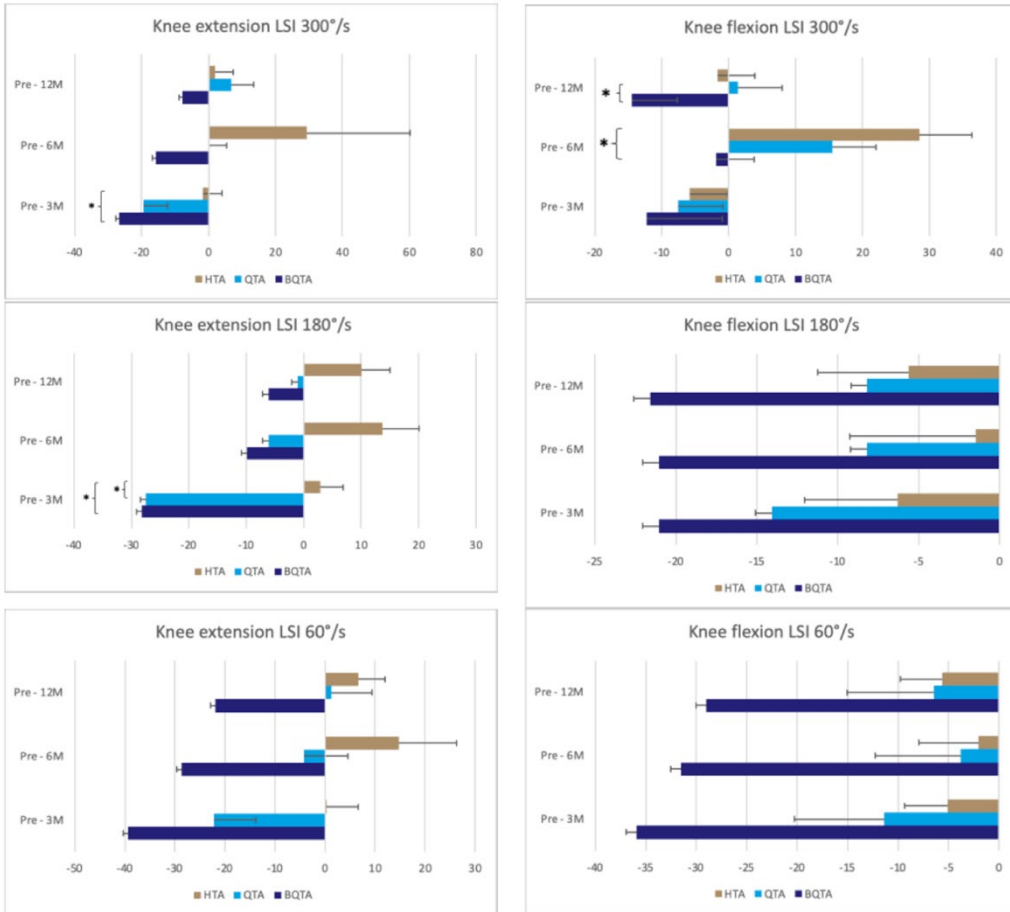 Knee extension LSI 300°/s
Pre - 12M
Pre - 6M
*
Pre - 3M
-40 -20 0 20 40 60 80
HTA QTA BQTA
Knee flexion LSI 300°/s
Pre - 12M
*
Pre - 6M
*
Pre - 3M
-20 -10 0 10 20 30 40
HTA QTA BQTA
Knee extension LSI 180°/s
Pre - 12M
Pre - 6M
* *
Pre - 3M
-40 -30 -20 -10 0 10 20 30
HTA QTA BQTA
Knee flexion LSI 180°/s
Pre - 12M
Pre - 6M
Pre - 3M
-25 -20 -15 -10 -5 0
HTA QTA BQTA
Knee extension LSI 60°/s
Pre - 12M
Pre - 6M
Pre - 3M
-50 -40 -30 -20 -10 0 10 20 30
HTA QTA BQTA
Knee flexion LSI 60°/s
Pre - 12M
Pre - 6M
Pre - 3M
-40 -35 -30 -25 -20 -15 -10 -5 0
HTA QTA BQTA